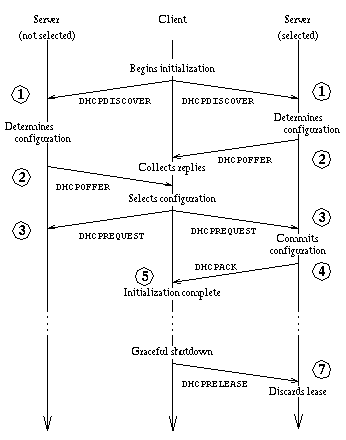 Server Client Server
(not selected) (selected)
Begins initialization
1 1
DHCPDISCOVER DHCPDISCOVER
Determines Determines
configuration configuration
DHCPOFFER 2
Collects replies
2 DHCPOFFER
Selects configuration
3 3
DHCPREQUEST DHCPREQUEST
Commits
configuration
5 DHCPACK 4
Initialization complete
Graceful shutdown
7
DHCPRELEASE
Discards lease